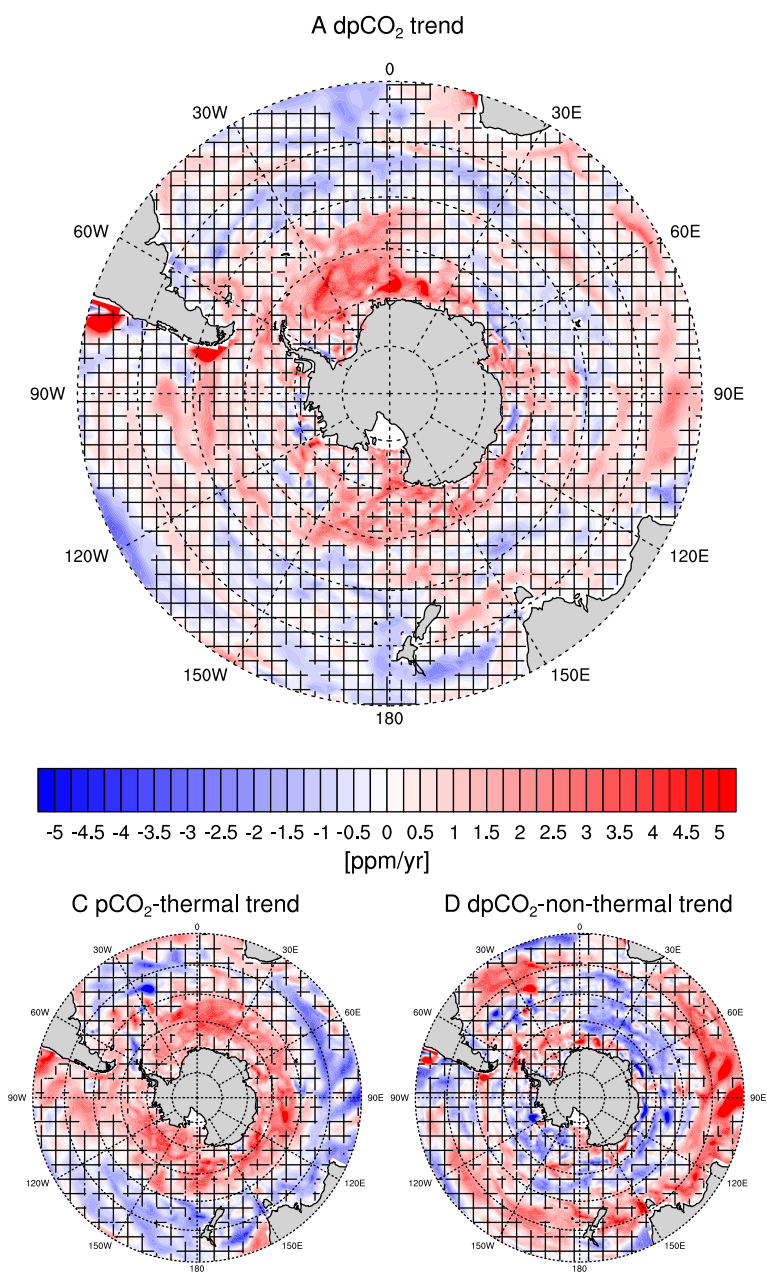 A dpCO₂ trend
0
30W 30E
60W 60E
90W 90E
120W 120E
150W 150E
180
-5 -4.5 -4 -3.5 -3 -2.5 -2 -1.5 -1 -0.5 0 0.5 1 1.5 2 2.5 3 3.5 4 4.5 5
[ppm/yr]
C pCO₂-thermal trend
0
30W 30E
60W 60E
90W 90E
120W 120E
150W 150E
180
D dpCO₂-non-thermal trend
0
30W 30E
60W 60E
90W 90E
120W 120E
150W 150E
180